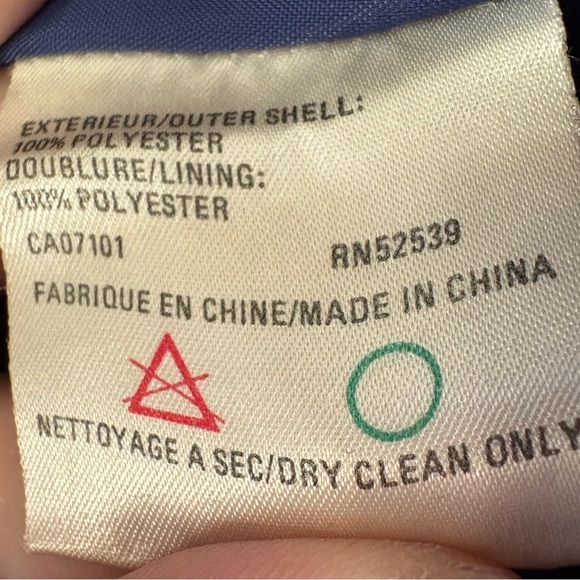 EXTERIEUR/OUTER SHELL:
100% POLYESTER
DOUBLURE/LINING:
100% POLYESTER
CA07101 RN52539
FABRIQUE EN CHINE/MADE IN CHINA
NETTOYAGE A SEC/DRY CLEAN ONLY